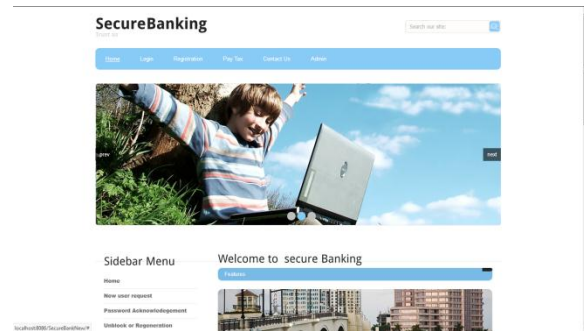 SecureBanking
Search our site:
Home Login Registration Pay Tax Contact Us Admin
prev
next
Sidebar Menu
Welcome to secure Banking
Features
Home
New user request
Password Acknowledegement
Unblock or Regeneration
localhost:8080/SecureBankNew/#